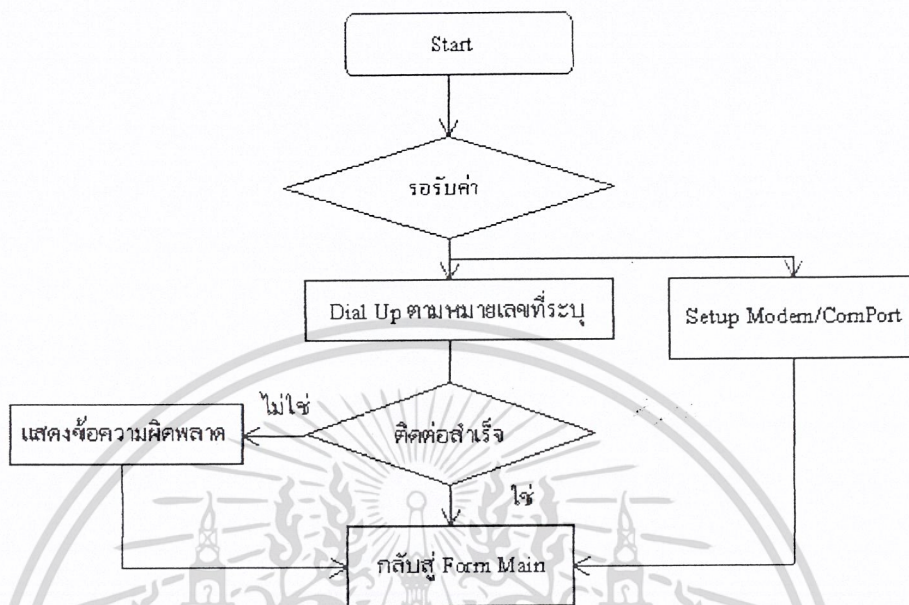 Start
รอรับค่า
Dial Up ตามหมายเลขที่ระบุ
Setup Modem/ComPort
ไม่ใช่
แสดงข้อความผิดพลาด
ติดต่อสำเร็จ
ใช่
กลับสู่ Form Main